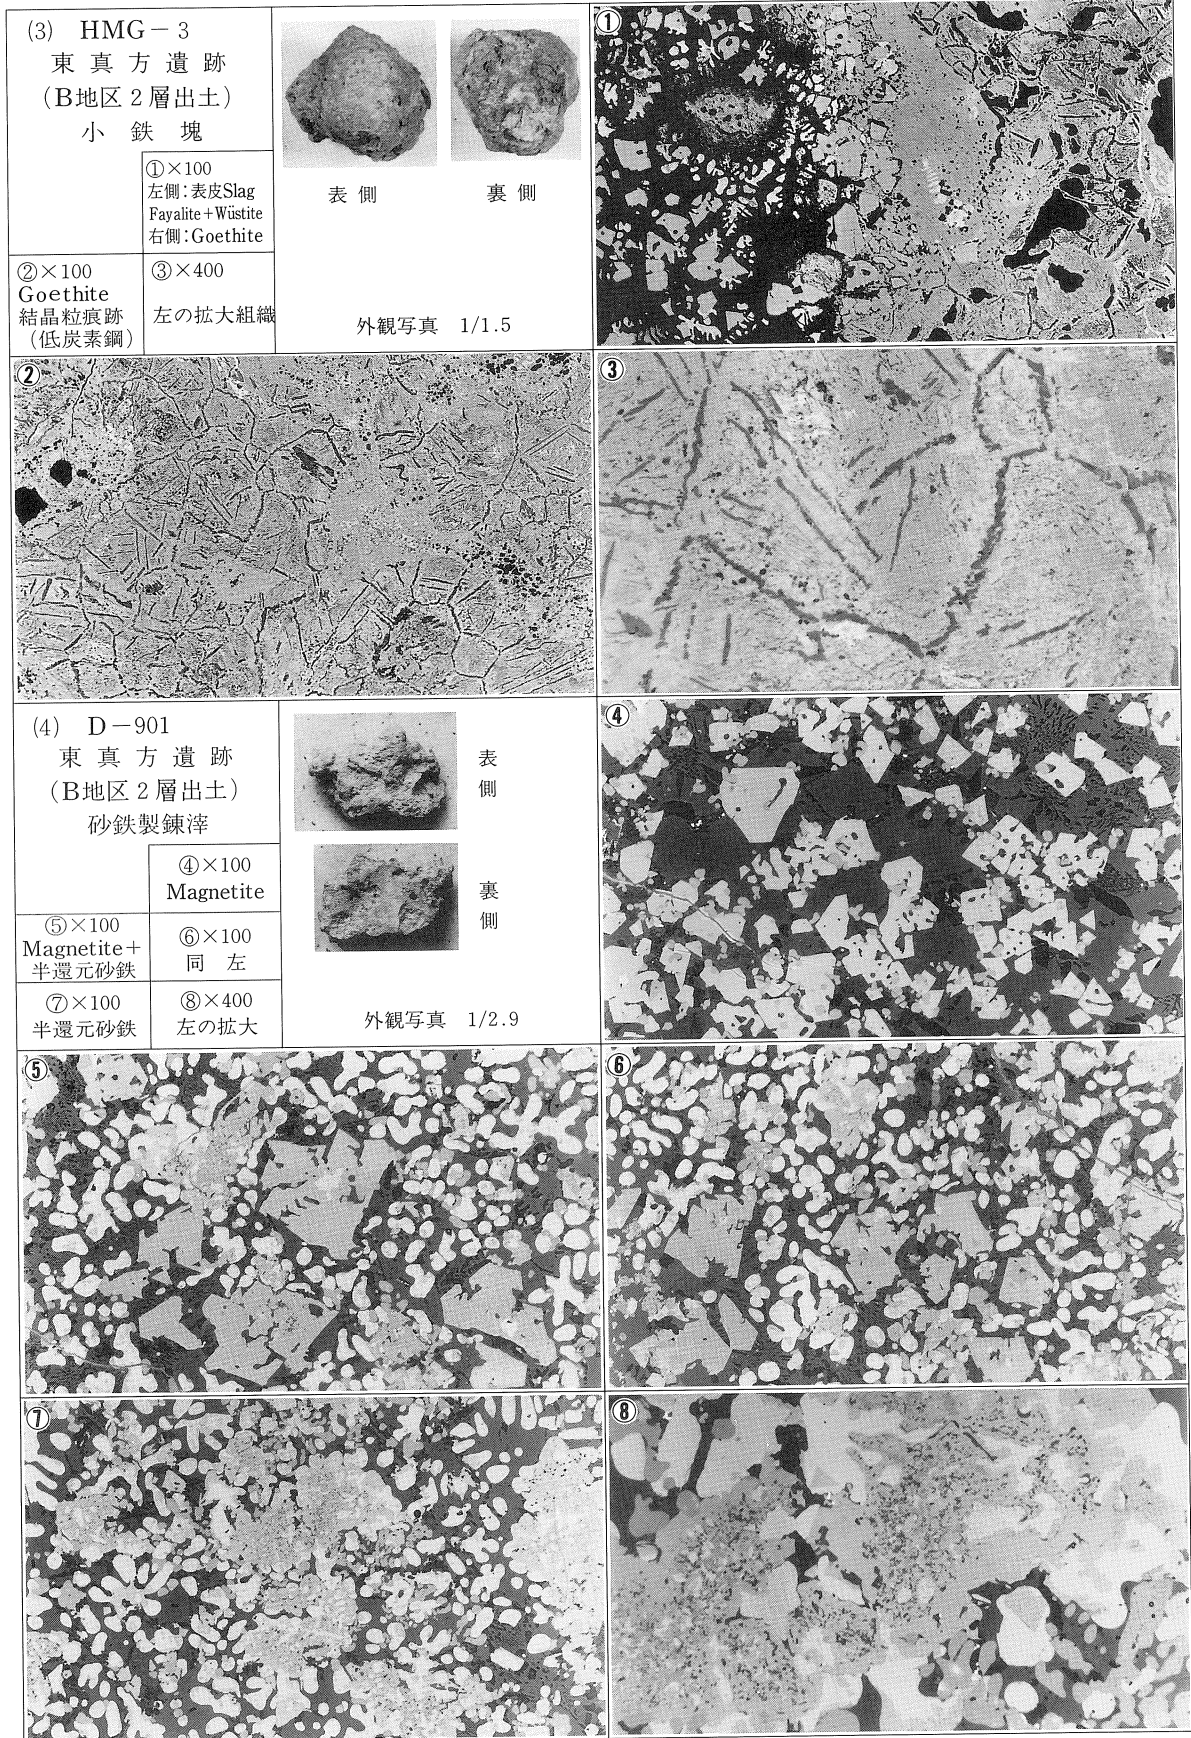 (3) HMG－3
東真方遺跡
（B地区２層出土）
小鉄塊
①×100
左側：表皮Slag
Fayalite＋Wüstite
右側：Goethite
②×100
Goethite
結晶粒痕跡
（低炭素鋼）
③×400
左の拡大組織
表側
裏側
外観写真 1/1.5
①
②
③
(4) D－901
東真方遺跡
（B地区２層出土）
砂鉄製錬滓
④×100
Magnetite
⑤×100
Magnetite＋
半還元砂鉄
⑥×100
同左
⑦×100
半還元砂鉄
⑧×400
左の拡大
表側
裏側
外観写真 1/2.9
④
⑤
⑥
⑦
⑧